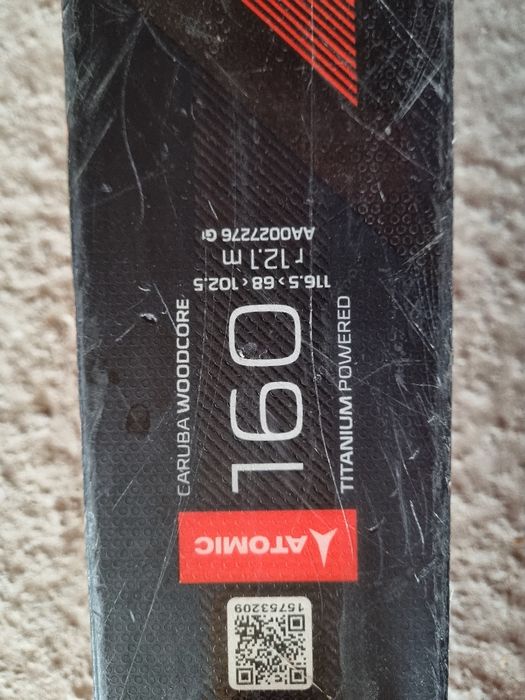 15753209
ATOMIC
160
TITANIUM POWERED
CARUBA WOODCORE
116.5 > 68 < 102.5
r 12.1 m
AA0027276